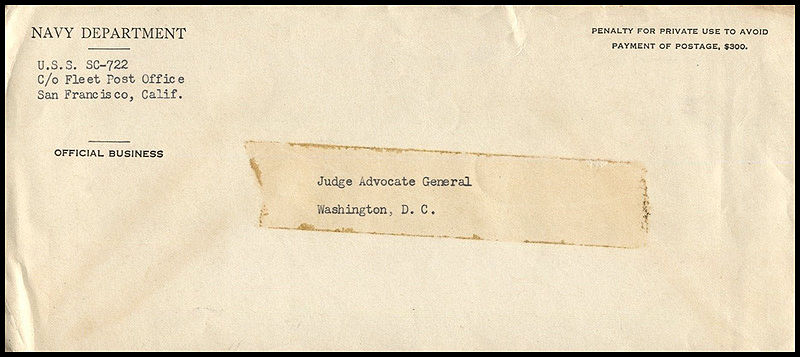 NAVY DEPARTMENT
U.S.S. SC-722
C/o Fleet Post Office
San Francisco, Calif.
OFFICIAL BUSINESS
PENALTY FOR PRIVATE USE TO AVOID
PAYMENT OF POSTAGE, $300.
Judge Advocate General
Washington, D. C.